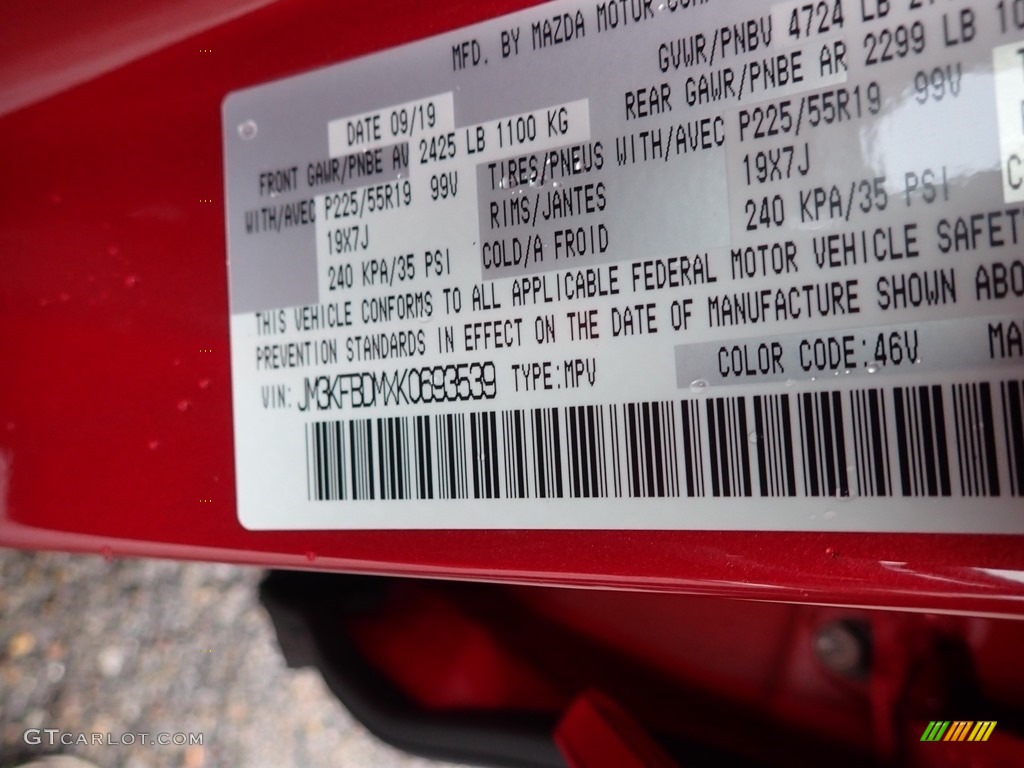 MFD. BY MAZDA MOTOR
DATE 09/19
GVWR/PNBV 4724 LB
FRONT GAWR/PNBE AV 2425 LB 1100 KG
REAR GAWR/PNBE AR 2299 LB
WITH/AVEC P225/55R19 99V
TIRES/PNEUS WITH/AVEC P225/55R19 99V
19X7J RIMS/JANTES 19X7J
240 KPA/35 PSI COLD/A FROID 240 KPA/35 PSI
THIS VEHICLE CONFORMS TO ALL APPLICABLE FEDERAL MOTOR VEHICLE SAFET
PREVENTION STANDARDS IN EFFECT ON THE DATE OF MANUFACTURE SHOWN ABO
VIN: JM3KFBDMXK0693539 TYPE:MPV COLOR CODE:46V MA
GTCARLOT.COM